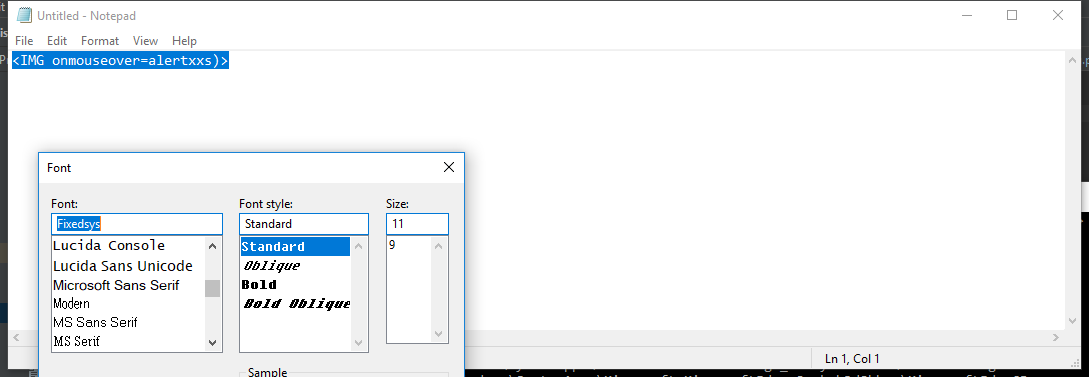 Untitled - Notepad
File Edit Format View Help
<IMG onmouseover=alertxxs)>
Font
Font: Font style: Size:
Fixedsys Standard 11
Lucida Console Standard 9
Lucida Sans Unicode Oblique
Microsoft Sans Serif Bold
Modern Bold Oblique
MS Sans Serif
MS Serif
Ln 1, Col 1
Sample